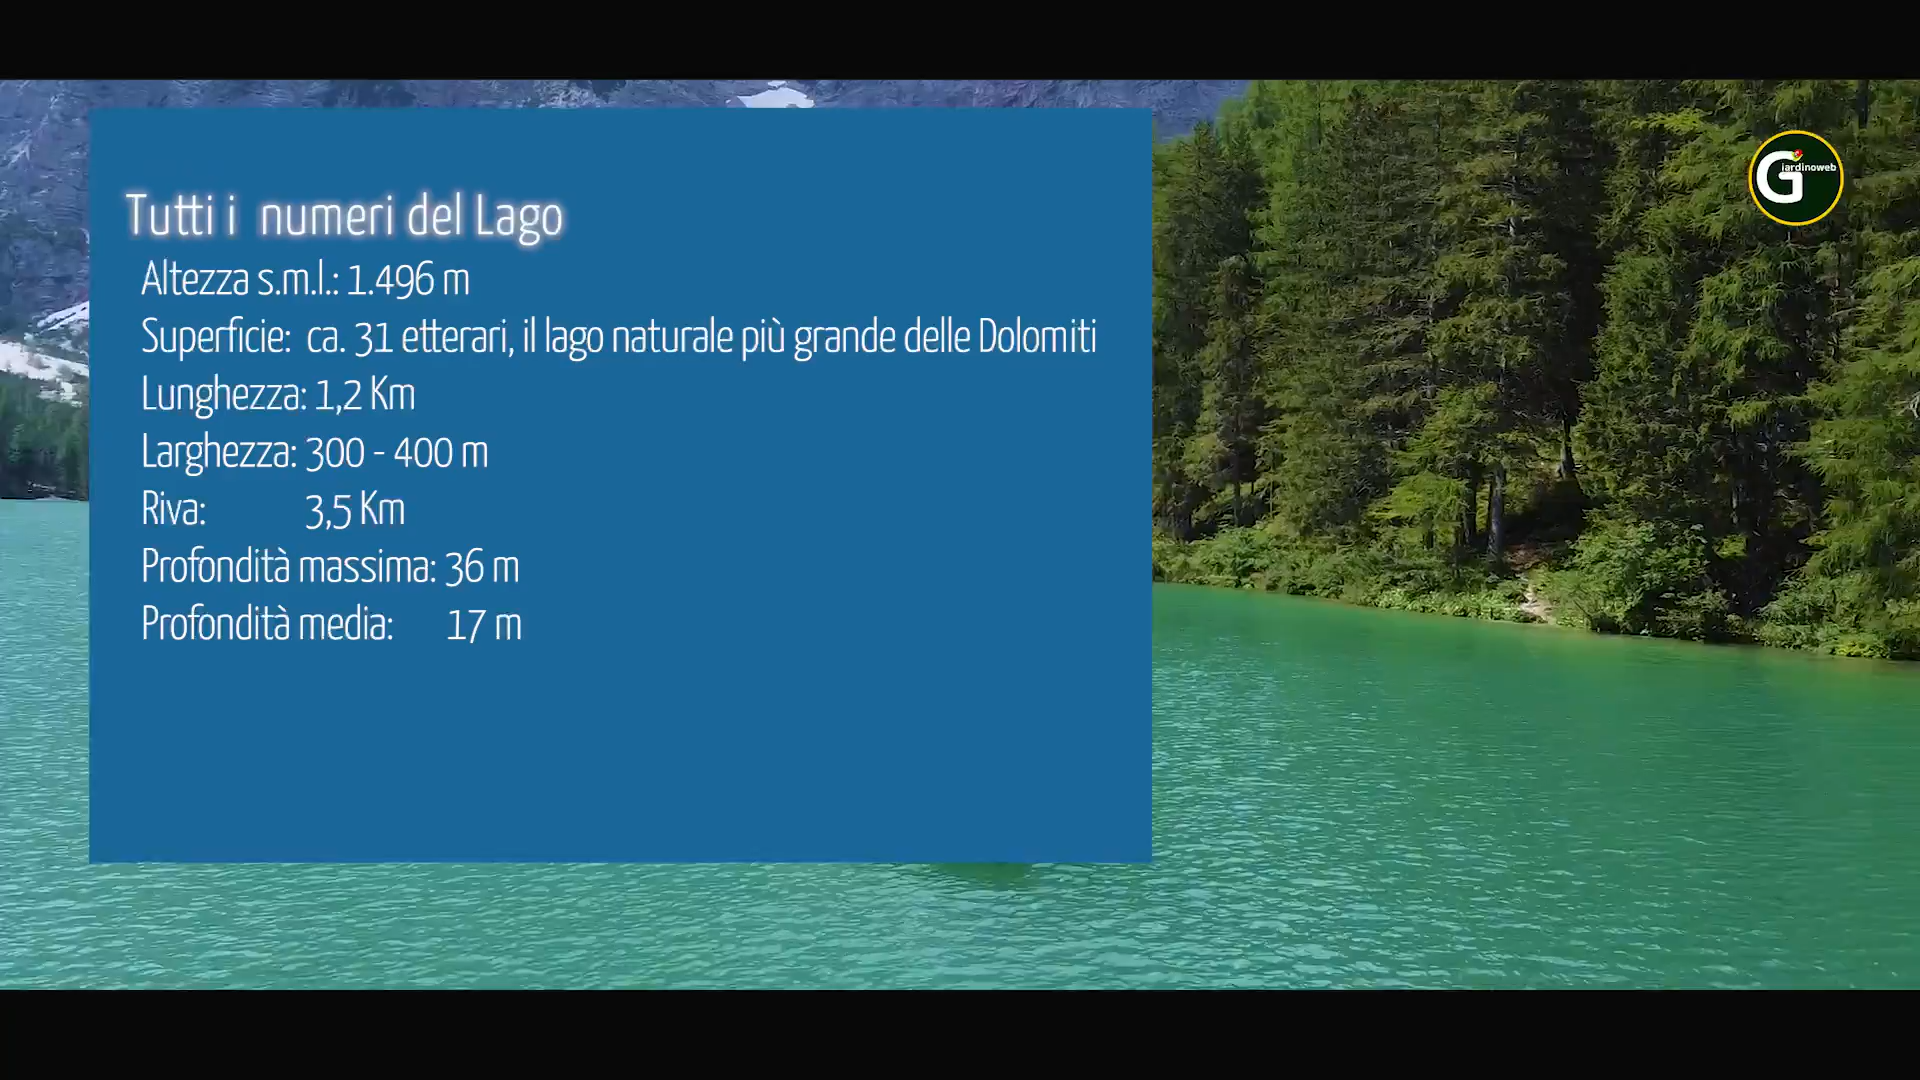 Tutti i numeri del Lago
Altezza s.m.l.: 1.496 m
Superficie: ca. 31 etterari, il lago naturale più grande delle Dolomiti
Lunghezza: 1,2 Km
Larghezza: 300 - 400 m
Riva: 3,5 Km
Profondità massima: 36 m
Profondità media: 17 m
Giardinoweb